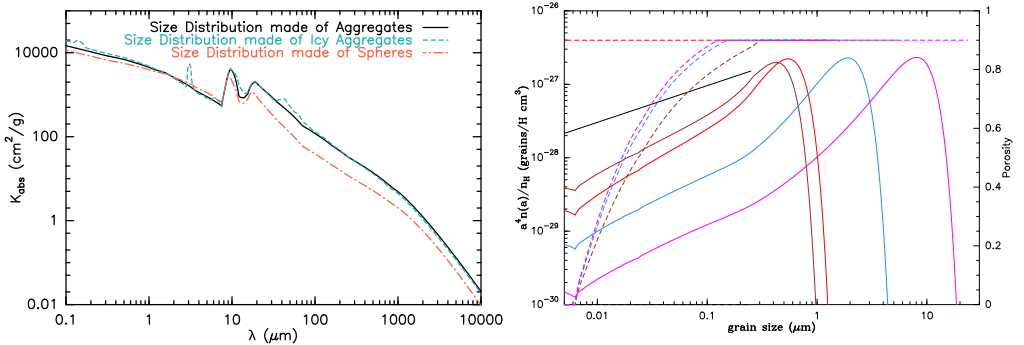 Size Distribution made of Aggregates
Size Distribution made of Icy Aggregates
Size Distribution made of Spheres
10000
100
1
0.01
K_abs (cm²/g)
0.1 1 10 100 1000 10000
λ (μm)
10⁻²⁶
10⁻²⁷
10⁻²⁸
10⁻²⁹
10⁻³⁰
a⁴n(a)/n_H (grains/H cm³)
0.01 0.1 1 10
grain size (μm)
1
0.8
0.6
0.4
0.2
0
Porosity